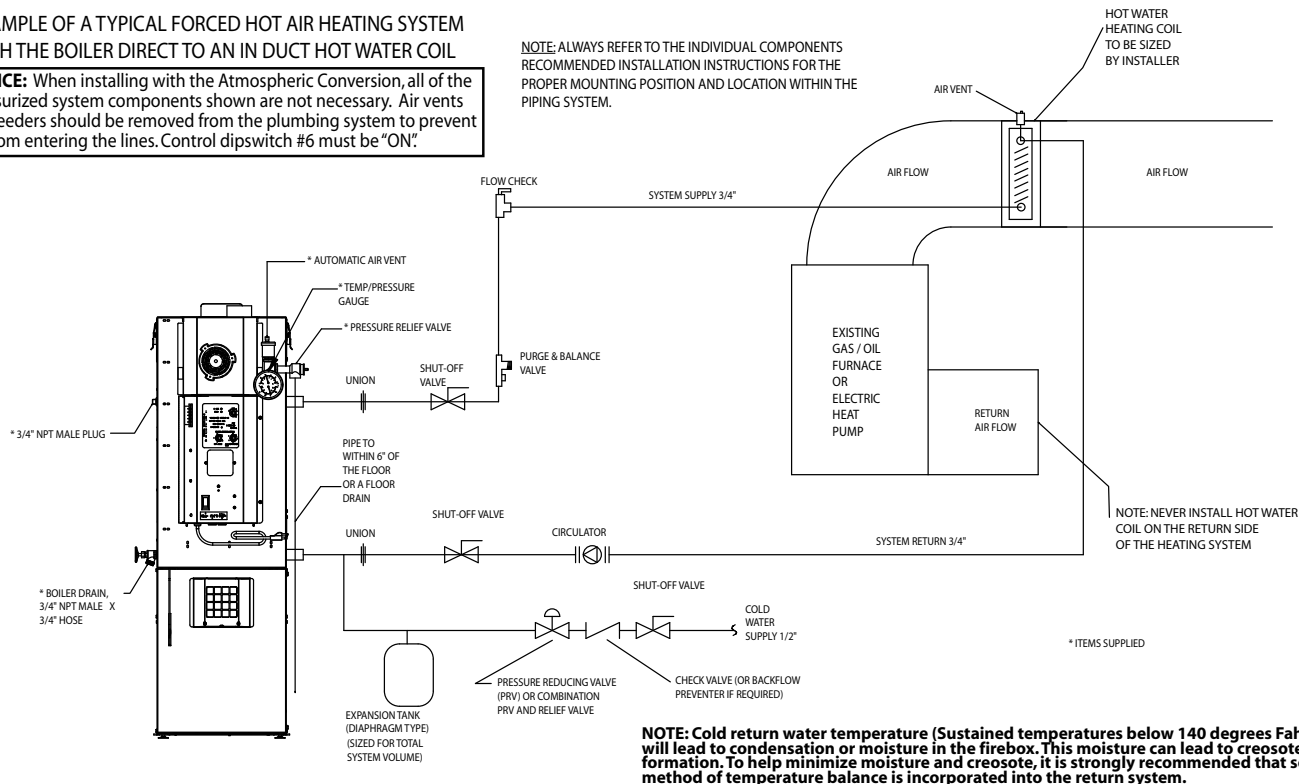 AMPLE OF A TYPICAL FORCED HOT AIR HEATING SYSTEM
H THE BOILER DIRECT TO AN IN DUCT HOT WATER COIL
ICE: When installing with the Atmospheric Conversion, all of the
surized system components shown are not necessary. Air vents
leeders should be removed from the plumbing system to prevent
om entering the lines. Control dipswitch #6 must be "ON".
NOTE: ALWAYS REFER TO THE INDIVIDUAL COMPONENTS
RECOMMENDED INSTALLATION INSTRUCTIONS FOR THE
PROPER MOUNTING POSITION AND LOCATION WITHIN THE
PIPING SYSTEM.
HOT WATER
HEATING COIL
TO BE SIZED
BY INSTALLER
AIR VENT
AIR FLOW
AIR FLOW
FLOW CHECK
SYSTEM SUPPLY 3/4"
* AUTOMATIC AIR VENT
* TEMP/PRESSURE
GAUGE
* PRESSURE RELIEF VALVE
UNION
SHUT-OFF
VALVE
PURGE & BALANCE
VALVE
EXISTING
GAS / OIL
FURNACE
OR
ELECTRIC
HEAT
PUMP
RETURN
AIR FLOW
* 3/4" NPT MALE PLUG
PIPE TO
WITHIN 6" OF
THE FLOOR
OR A FLOOR
DRAIN
UNION
SHUT-OFF VALVE
CIRCULATOR
SYSTEM RETURN 3/4"
NOTE: NEVER INSTALL HOT WATER
COIL ON THE RETURN SIDE
OF THE HEATING SYSTEM
* BOILER DRAIN,
3/4" NPT MALE X
3/4" HOSE
SHUT-OFF VALVE
COLD
WATER
SUPPLY 1/2"
* ITEMS SUPPLIED
PRESSURE REDUCING VALVE
(PRV) OR COMBINATION
PRV AND RELIEF VALVE
CHECK VALVE (OR BACKFLOW
PREVENTER IF REQUIRED)
EXPANSION TANK
(DIAPHRAGM TYPE)
(SIZED FOR TOTAL
SYSTEM VOLUME)
NOTE: Cold return water temperature (Sustained temperatures below 140 degrees Fah
will lead to condensation or moisture in the firebox. This moisture can lead to creosote
formation. To help minimize moisture and creosote, it is strongly recommended that so
method of temperature balance is incorporated into the return system.